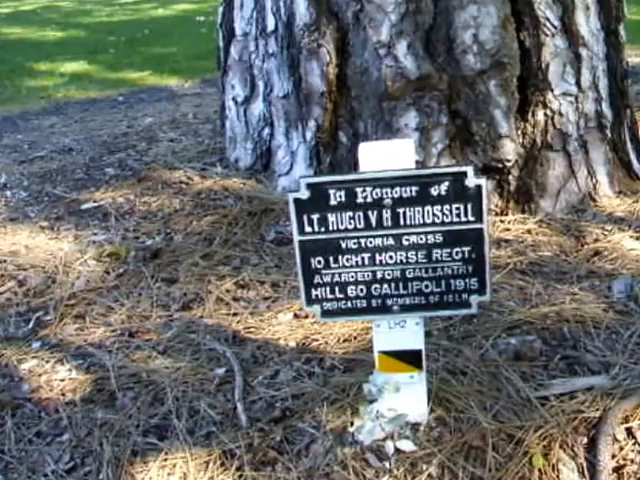 In Honour of
LT. HUGO V H THROSSELL
VICTORIA CROSS
10 LIGHT HORSE REGT.
AWARDED FOR GALLANTRY
HILL 60 GALLIPOLI 1915
DEDICATED BY MEMBERS OF 10 L H
LH2